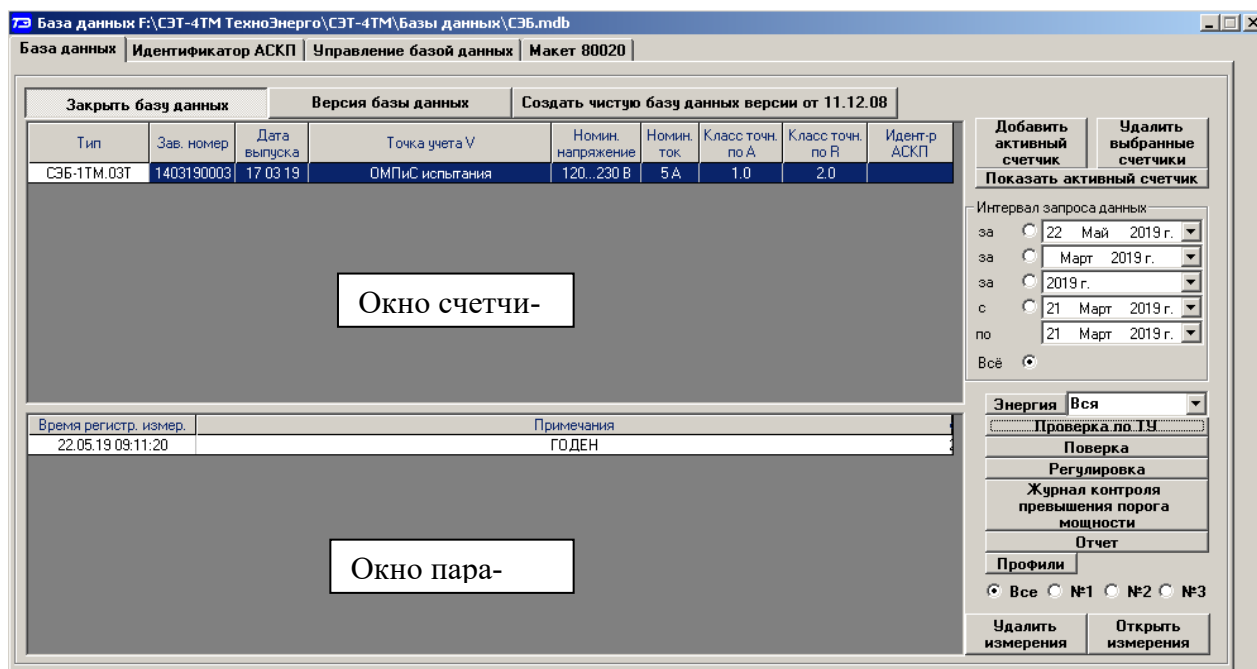 ТЭ База данных F:\СЭТ-4ТМ ТехноЭнерго\СЭТ-4ТМ\Базы данных\СЭБ.mdb
База данных Идентификатор АСКП Управление базой данных Макет 80020
Закрыть базу данных Версия базы данных Создать чистую базу данных версии от 11.12.08
Тип Зав. номер Дата выпуска Точка учета V Номин. напряжение Номин. ток Класс точн. по А Класс точн. по R Идент-р АСКП
СЭБ-1ТМ.03Т 1403190003 17 03 19 ОМПиС испытания 120...230 В 5 А 1.0 2.0
Окно счетчи-
Время регистр. измер. Примечания
22.05.19 09:11:20 ГОДЕН
Окно пара-
Добавить активный счетчик
Удалить выбранные счетчики
Показать активный счетчик
Интервал запроса данных
за 22 Май 2019 г.
за Март 2019 г.
за 2019 г.
с 21 Март 2019 г.
по 21 Март 2019 г.
Всё
Энергия Вся
Проверка по ТУ
Поверка
Регулировка
Журнал контроля
превышения порога
мощности
Отчет
Профили
Все №1 №2 №3
Удалить измерения
Открыть измерения